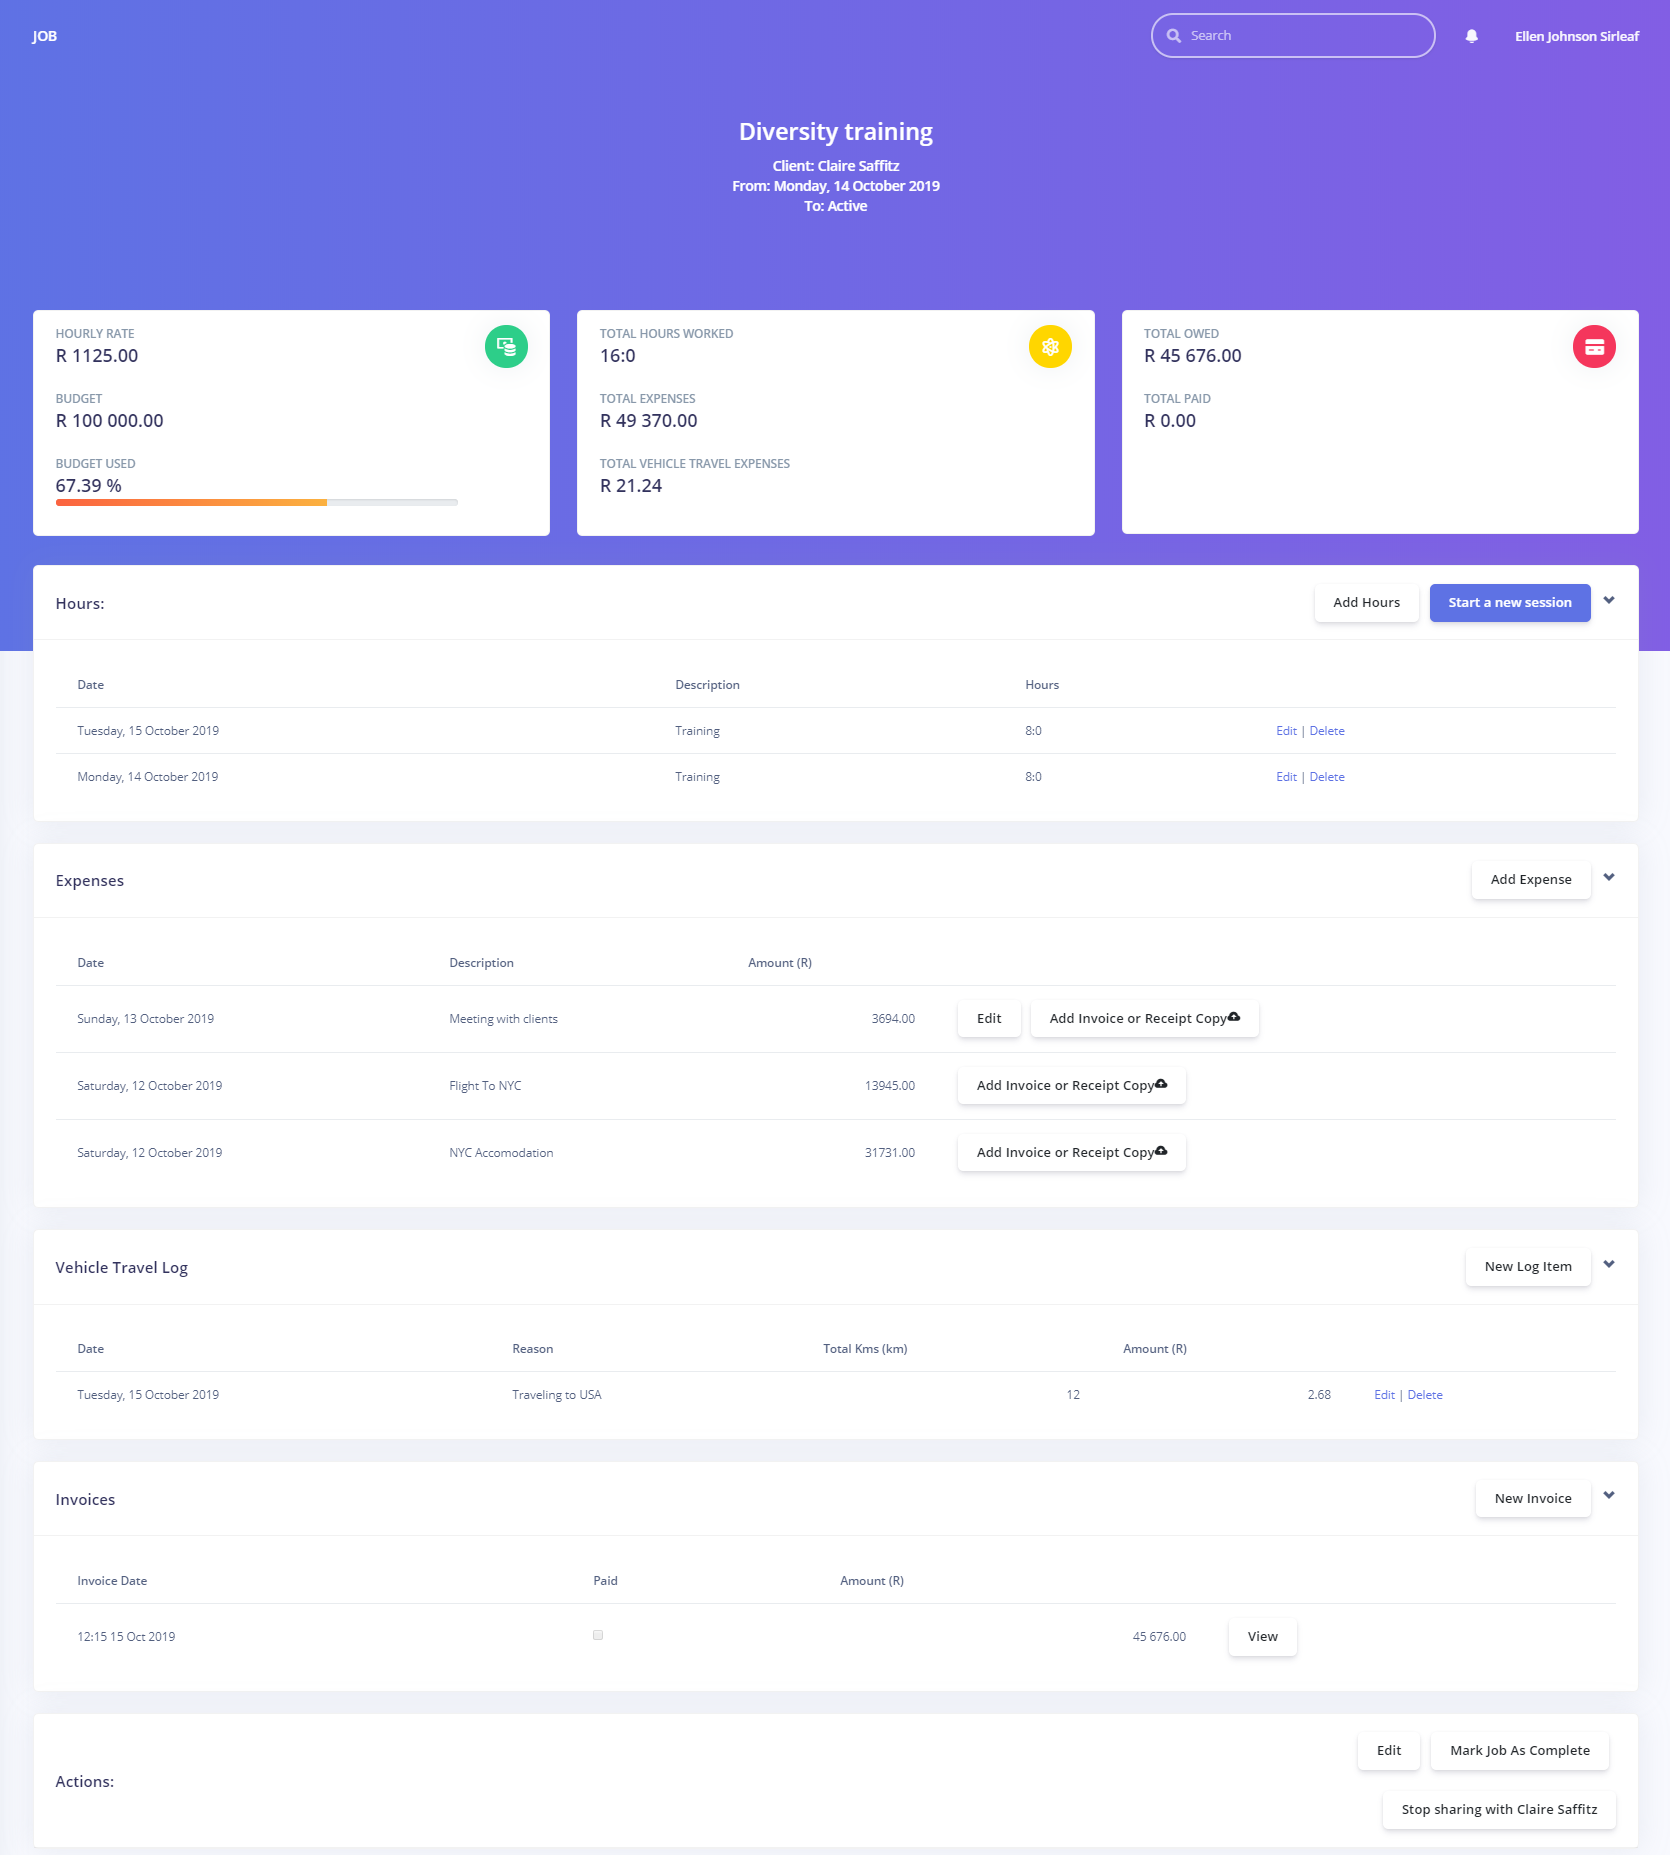 JOB
Search
Ellen Johnson Sirleaf
Diversity training
Client: Claire Saffitz
From: Monday, 14 October 2019
To: Active
HOURLY RATE
R 1125.00
BUDGET
R 100 000.00
BUDGET USED
67.39 %
TOTAL HOURS WORKED
16:0
TOTAL EXPENSES
R 49 370.00
TOTAL VEHICLE TRAVEL EXPENSES
R 21.24
TOTAL OWED
R 45 676.00
TOTAL PAID
R 0.00
Hours: Add Hours Start a new session
Date Description Hours
Tuesday, 15 October 2019 Training 8:0 Edit | Delete
Monday, 14 October 2019 Training 8:0 Edit | Delete
Expenses Add Expense
Date Description Amount (R)
Sunday, 13 October 2019 Meeting with clients 3694.00 Edit Add Invoice or Receipt Copy
Saturday, 12 October 2019 Flight To NYC 13945.00 Add Invoice or Receipt Copy
Saturday, 12 October 2019 NYC Accomodation 31731.00 Add Invoice or Receipt Copy
Vehicle Travel Log New Log Item
Date Reason Total Kms (km) Amount (R)
Tuesday, 15 October 2019 Traveling to USA 12 2.68 Edit | Delete
Invoices New Invoice
Invoice Date Paid Amount (R)
12:15 15 Oct 2019 45 676.00 View
Actions: Edit Mark Job As Complete
Stop sharing with Claire Saffitz